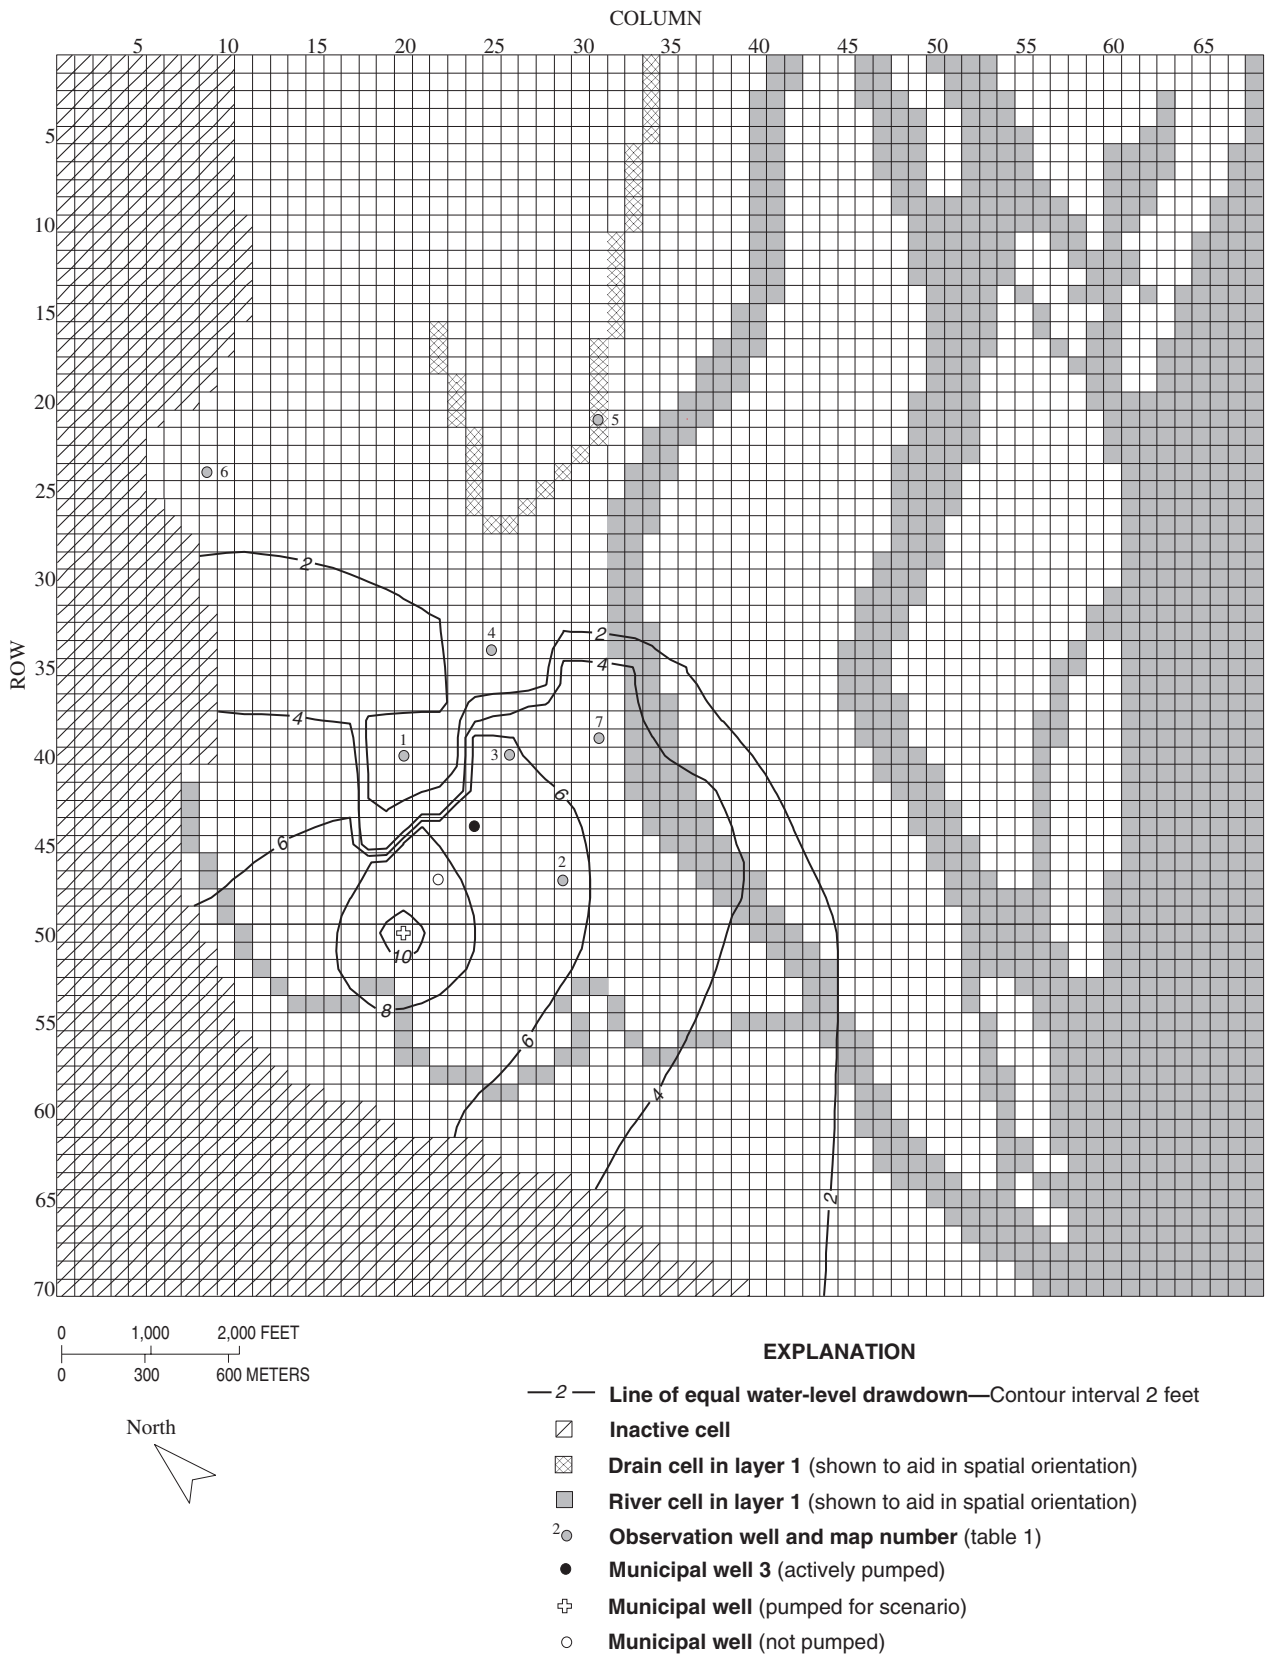 COLUMN
5 10 15 20 25 30 35 40 45 50 55 60 65
5
10
15
20
5
6
25
2
30
4
2
ROW
35
4
4
7
1
40
3
6
6
45
2
50
10
8
55
6
60
4
65
2
70
0 1,000 2,000 FEET
0 300 600 METERS
North
EXPLANATION
2 Line of equal water-level drawdown—Contour interval 2 feet
Inactive cell
Drain cell in layer 1 (shown to aid in spatial orientation)
River cell in layer 1 (shown to aid in spatial orientation)
2 Observation well and map number (table 1)
Municipal well 3 (actively pumped)
Municipal well (pumped for scenario)
Municipal well (not pumped)